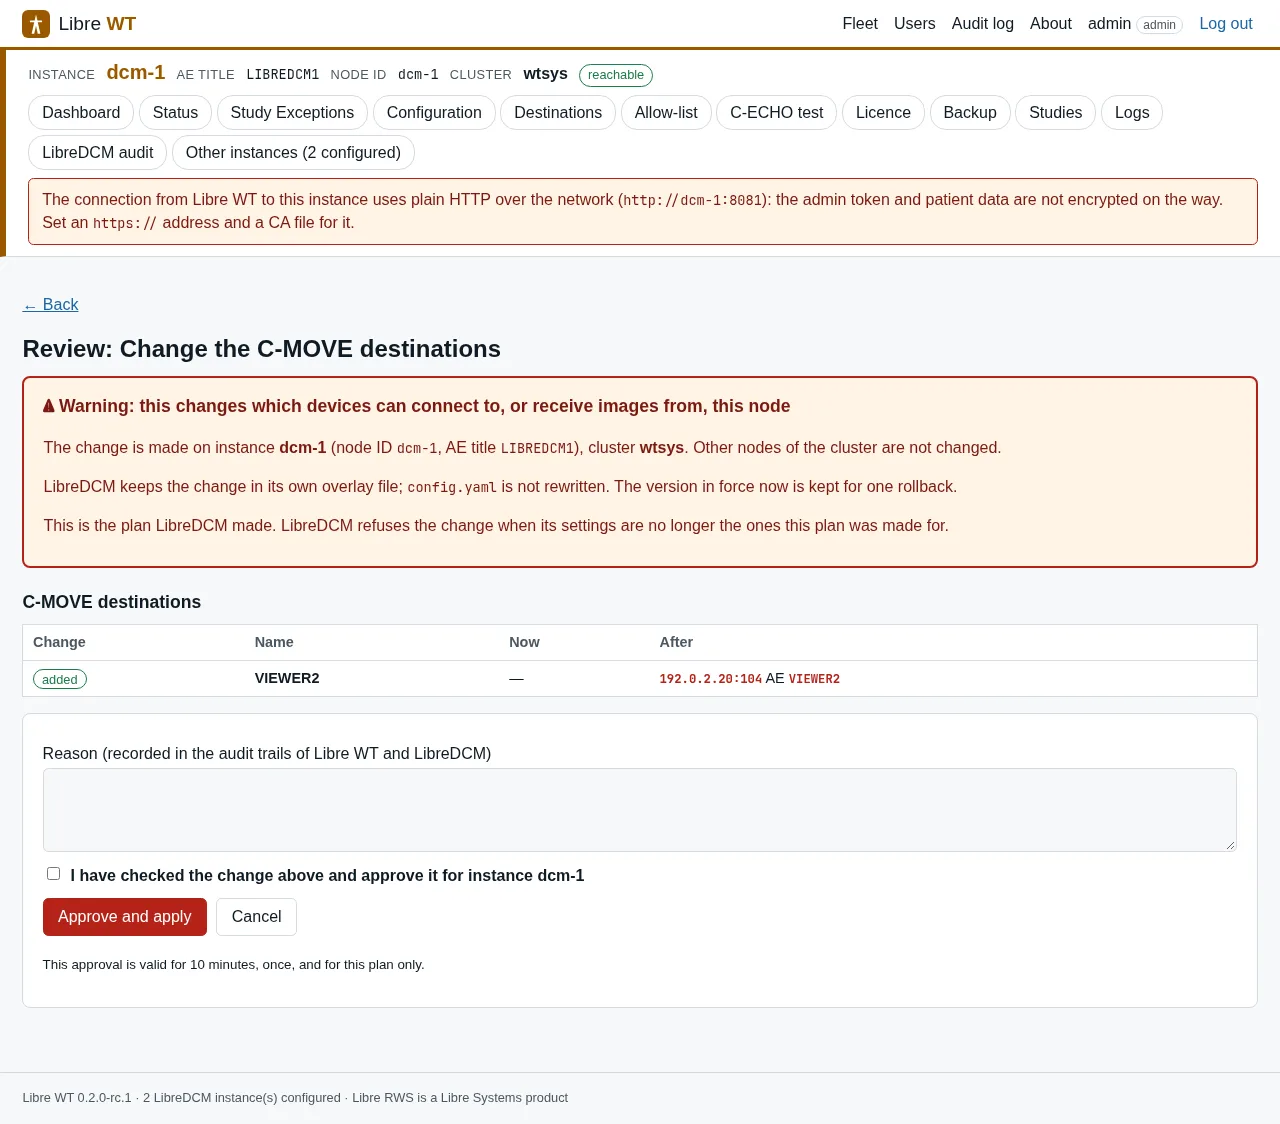 Libre WT
Fleet Users Audit log About admin admin Log out
INSTANCE dcm-1 AE TITLE LIBREDCM1 NODE ID dcm-1 CLUSTER wtsys reachable
Dashboard Status Study Exceptions Configuration Destinations Allow-list C-ECHO test Licence Backup Studies Logs
LibreDCM audit Other instances (2 configured)
The connection from Libre WT to this instance uses plain HTTP over the network (http://dcm-1:8081): the admin token and patient data are not encrypted on the way.
Set an https:// address and a CA file for it.
← Back
Review: Change the C-MOVE destinations
Warning: this changes which devices can connect to, or receive images from, this node
The change is made on instance dcm-1 (node ID dcm-1, AE title LIBREDCM1), cluster wtsys. Other nodes of the cluster are not changed.
LibreDCM keeps the change in its own overlay file; config.yaml is not rewritten. The version in force now is kept for one rollback.
This is the plan LibreDCM made. LibreDCM refuses the change when its settings are no longer the ones this plan was made for.
C-MOVE destinations
Change Name Now After
added VIEWER2 — 192.0.2.20:104 AE VIEWER2
Reason (recorded in the audit trails of Libre WT and LibreDCM)
I have checked the change above and approve it for instance dcm-1
Approve and apply Cancel
This approval is valid for 10 minutes, once, and for this plan only.
Libre WT 0.2.0-rc.1 · 2 LibreDCM instance(s) configured · Libre RWS is a Libre Systems product